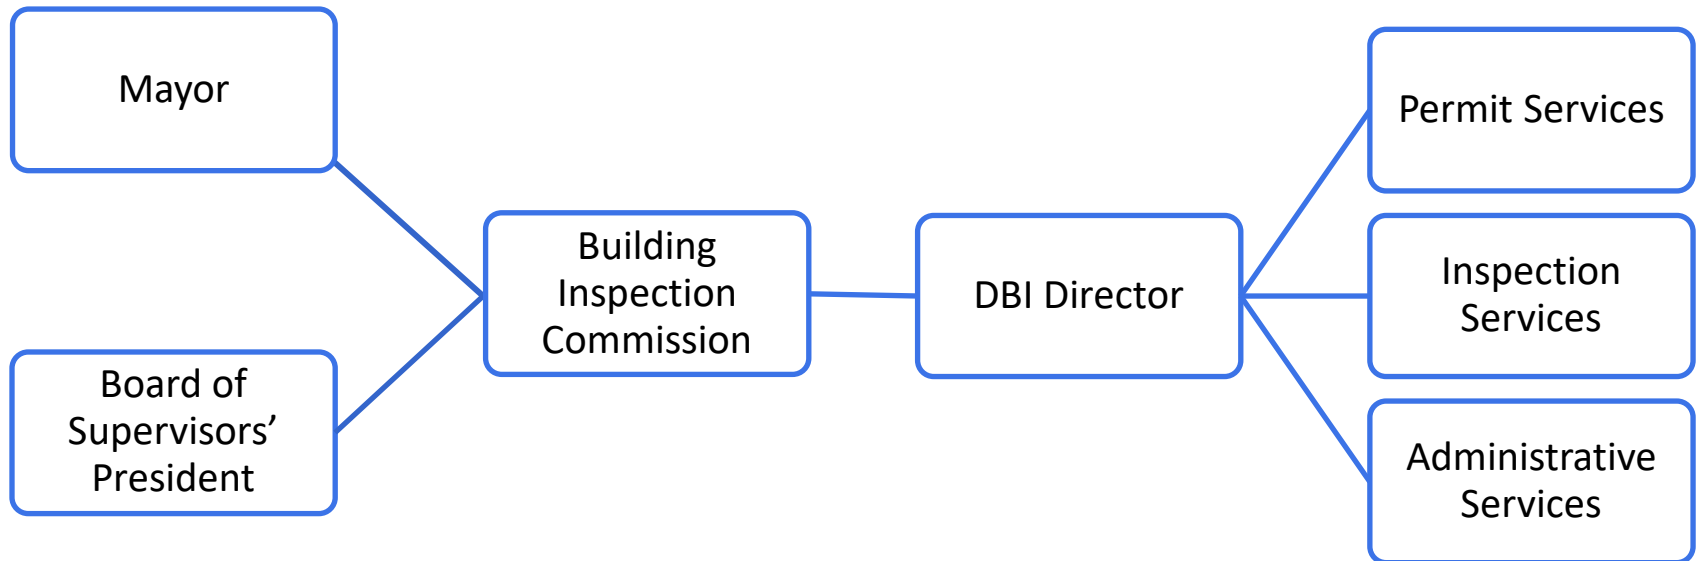 Mayor
Board of
Supervisors’
President
Building
Inspection
Commission
DBI Director
Permit Services
Inspection
Services
Administrative
Services